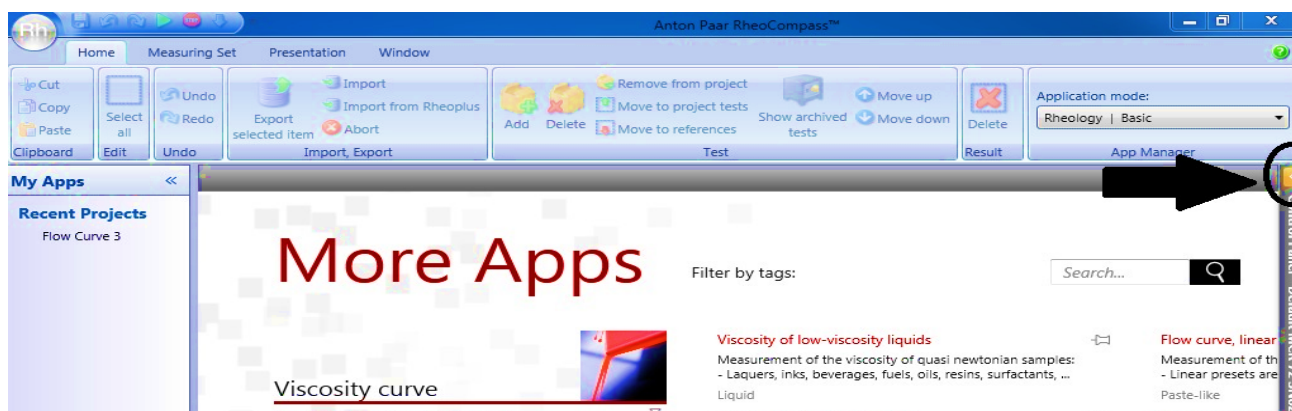 Rh
Anton Paar RheoCompass™
Home Measuring Set Presentation Window
Cut
Copy
Paste
Clipboard
Select all
Edit
Undo
Redo
Undo
Export selected item
Import
Import from Rheoplus
Abort
Import, Export
Add
Delete
Remove from project
Move to project tests
Move to references
Show archived tests
Move up
Move down
Test
Delete
Result
Application mode:
Rheology | Basic
App Manager
My Apps «
Recent Projects
Flow Curve 3
More Apps
Filter by tags:
Search...
Viscosity curve
Viscosity of low-viscosity liquids
Measurement of the viscosity of quasi newtonian samples:
- Laquers, inks, beverages, fuels, oils, resins, surfactants, ...
Liquid
Flow curve, linear
Measurement of th
- Linear presets are
Paste-like